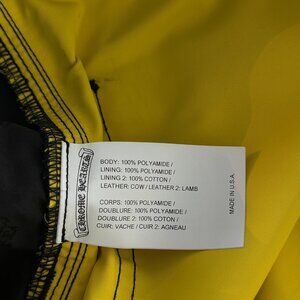 CHROME HEARTS
BODY: 100% POLYAMIDE /
LINING: 100% POLYAMIDE /
LINING 2: 100% COTTON /
LEATHER: COW / LEATHER 2: LAMB
CORPS: 100% POLYAMIDE /
DOUBLURE: 100% POLYAMIDE /
DOUBLURE 2: 100% COTON /
CUIR: VACHE / CUIR 2: AGNEAU
MADE IN U.S.A.